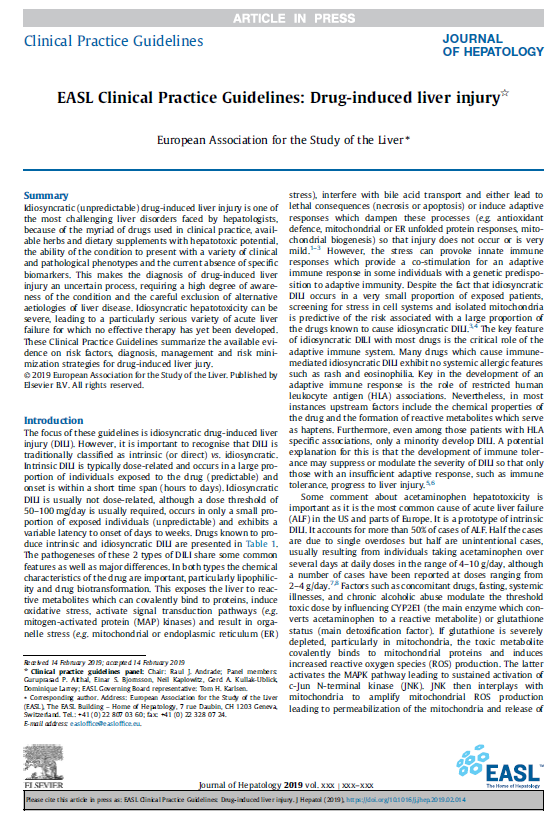 ARTICLE IN PRESS
Clinical Practice Guidelines
JOURNAL
OF HEPATOLOGY
EASL Clinical Practice Guidelines: Drug-induced liver injury☆
European Association for the Study of the Liver*
Summary
Idiosyncratic (unpredictable) drug-induced liver injury is one of
the most challenging liver disorders faced by hepatologists,
because of the myriad of drugs used in clinical practice, avail-
able herbs and dietary supplements with hepatotoxic potential,
the ability of the condition to present with a variety of clinical
and pathological phenotypes and the current absence of specific
biomarkers. This makes the diagnosis of drug-induced liver
injury an uncertain process, requiring a high degree of aware-
ness of the condition and the careful exclusion of alternative
aetiologies of liver disease. Idiosyncratic hepatotoxicity can be
severe, leading to a particularly serious variety of acute liver
failure for which no effective therapy has yet been developed.
These Clinical Practice Guidelines summarize the available evi-
dence on risk factors, diagnosis, management and risk mini-
mization strategies for drug-induced liver jury.
© 2019 European Association for the Study of the Liver. Published by
Elsevier B.V. All rights reserved.
Introduction
The focus of these guidelines is idiosyncratic drug-induced liver
injury (DILI). However, it is important to recognise that DILI is
traditionally classified as intrinsic (or direct) vs. idiosyncratic.
Intrinsic DILI is typically dose-related and occurs in a large pro-
portion of individuals exposed to the drug (predictable) and
onset is within a short time span (hours to days). Idiosyncratic
DILI is usually not dose-related, although a dose threshold of
50–100 mg/day is usually required, occurs in only a small pro-
portion of exposed individuals (unpredictable) and exhibits a
variable latency to onset of days to weeks. Drugs known to pro-
duce intrinsic and idiosyncratic DILI are presented in Table 1.
The pathogeneses of these 2 types of DILI share some common
features as well as major differences. In both types the chemical
characteristics of the drug are important, particularly lipophilic-
ity and drug biotransformation. This exposes the liver to reac-
tive metabolites which can covalently bind to proteins, induce
oxidative stress, activate signal transduction pathways (e.g.
mitogen-activated protein (MAP) kinases) and result in orga-
nelle stress (e.g. mitochondrial or endoplasmic reticulum (ER)
stress), interfere with bile acid transport and either lead to
lethal consequences (necrosis or apoptosis) or induce adaptive
responses which dampen these processes (e.g. antioxidant
defence, mitochondrial or ER unfolded protein responses, mito-
chondrial biogenesis) so that injury does not occur or is very
mild.1–3 However, the stress can provoke innate immune
responses which provide a co-stimulation for an adaptive
immune response in some individuals with a genetic predispo-
sition to adaptive immunity. Despite the fact that idiosyncratic
DILI occurs in a very small proportion of exposed patients,
screening for stress in cell systems and isolated mitochondria
is predictive of the risk associated with a large proportion of
the drugs known to cause idiosyncratic DILI.3,4 The key feature
of idiosyncratic DILI with most drugs is the critical role of the
adaptive immune system. Many drugs which cause immune-
mediated idiosyncratic DILI exhibit no systemic allergic features
such as rash and eosinophilia. Key in the development of an
adaptive immune response is the role of restricted human
leukocyte antigen (HLA) associations. Nevertheless, in most
instances upstream factors include the chemical properties of
the drug and the formation of reactive metabolites which serve
as haptens. Furthermore, even among those patients with HLA
specific associations, only a minority develop DILI. A potential
explanation for this is that the development of immune toler-
ance may suppress or modulate the severity of DILI so that only
those with an insufficient adaptive response, such as immune
tolerance, progress to liver injury.5,6
Some comment about acetaminophen hepatotoxicity is
important as it is the most common cause of acute liver failure
(ALF) in the US and parts of Europe. It is a prototype of intrinsic
DILI. It accounts for more than 50% of cases of ALF. Half the cases
are due to single overdoses but half are unintentional cases,
usually resulting from individuals taking acetaminophen over
several days at daily doses in the range of 4–10 g/day, although
a number of cases have been reported at doses ranging from
2–4 g/day.7,8 Factors such as concomitant drugs, fasting, systemic
illnesses, and chronic alcoholic abuse modulate the threshold
toxic dose by influencing CYP2E1 (the main enzyme which con-
verts acetaminophen to a reactive metabolite) or glutathione
status (main detoxification factor). If glutathione is severely
depleted, particularly in mitochondria, the toxic metabolite
covalently binds to mitochondrial proteins and induces
increased reactive oxygen species (ROS) production. The latter
activates the MAPK pathway leading to sustained activation of
c-Jun N-terminal kinase (JNK). JNK then interplays with
mitochondria to amplify mitochondrial ROS production
leading to permeabilization of the mitochondria and release of
Received 14 February 2019; accepted 14 February 2019
☆ Clinical practice guidelines panel: Chair: Raul J. Andrade; Panel members:
Guruprasad P. Aithal, Einar S. Bjornsson, Neil Kaplowitz, Gerd A. Kullak-Ublick,
Dominique Larrey; EASL Governing Board representative: Tom H. Karlsen.
* Corresponding author. Address: European Association for the Study of the Liver
(EASL), The EASL Building – Home of Hepatology, 7 rue Daubin, CH 1203 Geneva,
Switzerland. Tel.: +41 (0) 22 807 03 60; fax: +41 (0) 22 328 07 24.
E-mail address: easloffice@easloffice.eu.
ELSEVIER
Journal of Hepatology 2019 vol. xxx | xxx–xxx
EASL™
The Home of Hepatology
Please cite this article in press as: EASL Clinical Practice Guidelines: Drug-induced liver injury. J Hepatol (2019), https://doi.org/10.1016/j.jhep.2019.02.014